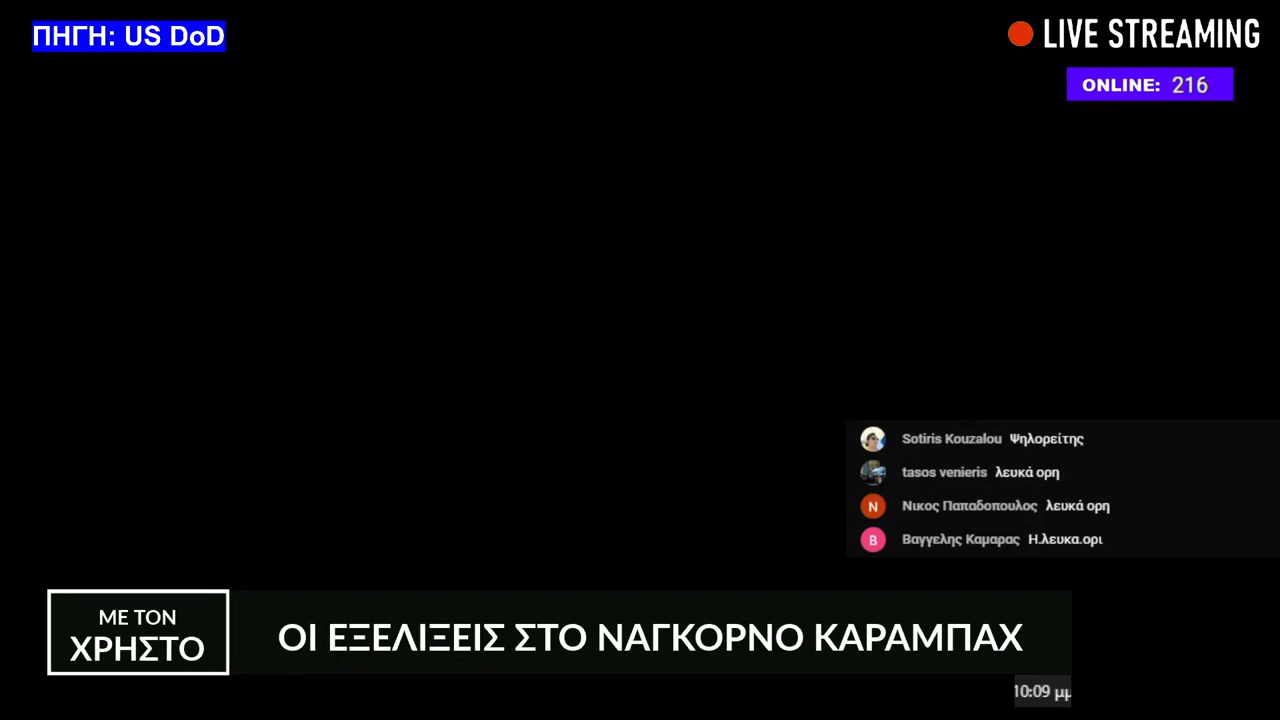 ΠΗΓΗ: US DoD
LIVE STREAMING
ONLINE: 216
Sotiris Kouzalou Ψηλορείτης
tasos venieris λευκά ορη
Νικος Παπαδοπουλος λευκά ορη
Βαγγελης Καμαρας Η.λευκα.ορι
ΜΕ ΤΟΝ
ΧΡΗΣΤΟ
ΟΙ ΕΞΕΛΙΞΕΙΣ ΣΤΟ ΝΑΓΚΟΡΝΟ ΚΑΡΑΜΠΑΧ
10:09 μμ